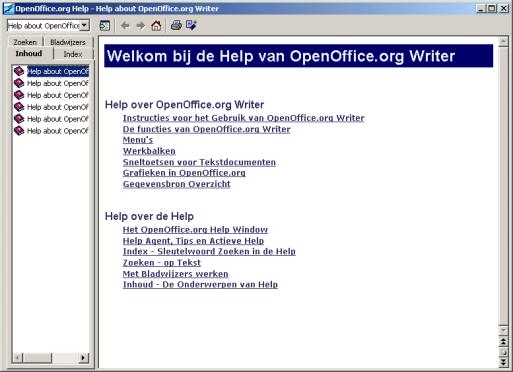 OpenOffice.org Help - Help about OpenOffice.org Writer
Help about OpenOffice
Zoeken Bladwijzers
Inhoud Index
Help about OpenOf
Help about OpenOf
Help about OpenOf
Help about OpenOf
Help about OpenOf
Help about OpenOf
Welkom bij de Help van OpenOffice.org Writer
Help over OpenOffice.org Writer
Instructies voor het Gebruik van OpenOffice.org Writer
De functies van OpenOffice.org Writer
Menu's
Werkbalken
Sneltoetsen voor Tekstdocumenten
Grafieken in OpenOffice.org
Gegevensbron Overzicht
Help over de Help
Het OpenOffice.org Help Window
Help Agent, Tips en Actieve Help
Index - Sleutelwoord Zoeken in de Help
Zoeken - op Tekst
Met Bladwijzers werken
Inhoud - De Onderwerpen van Help